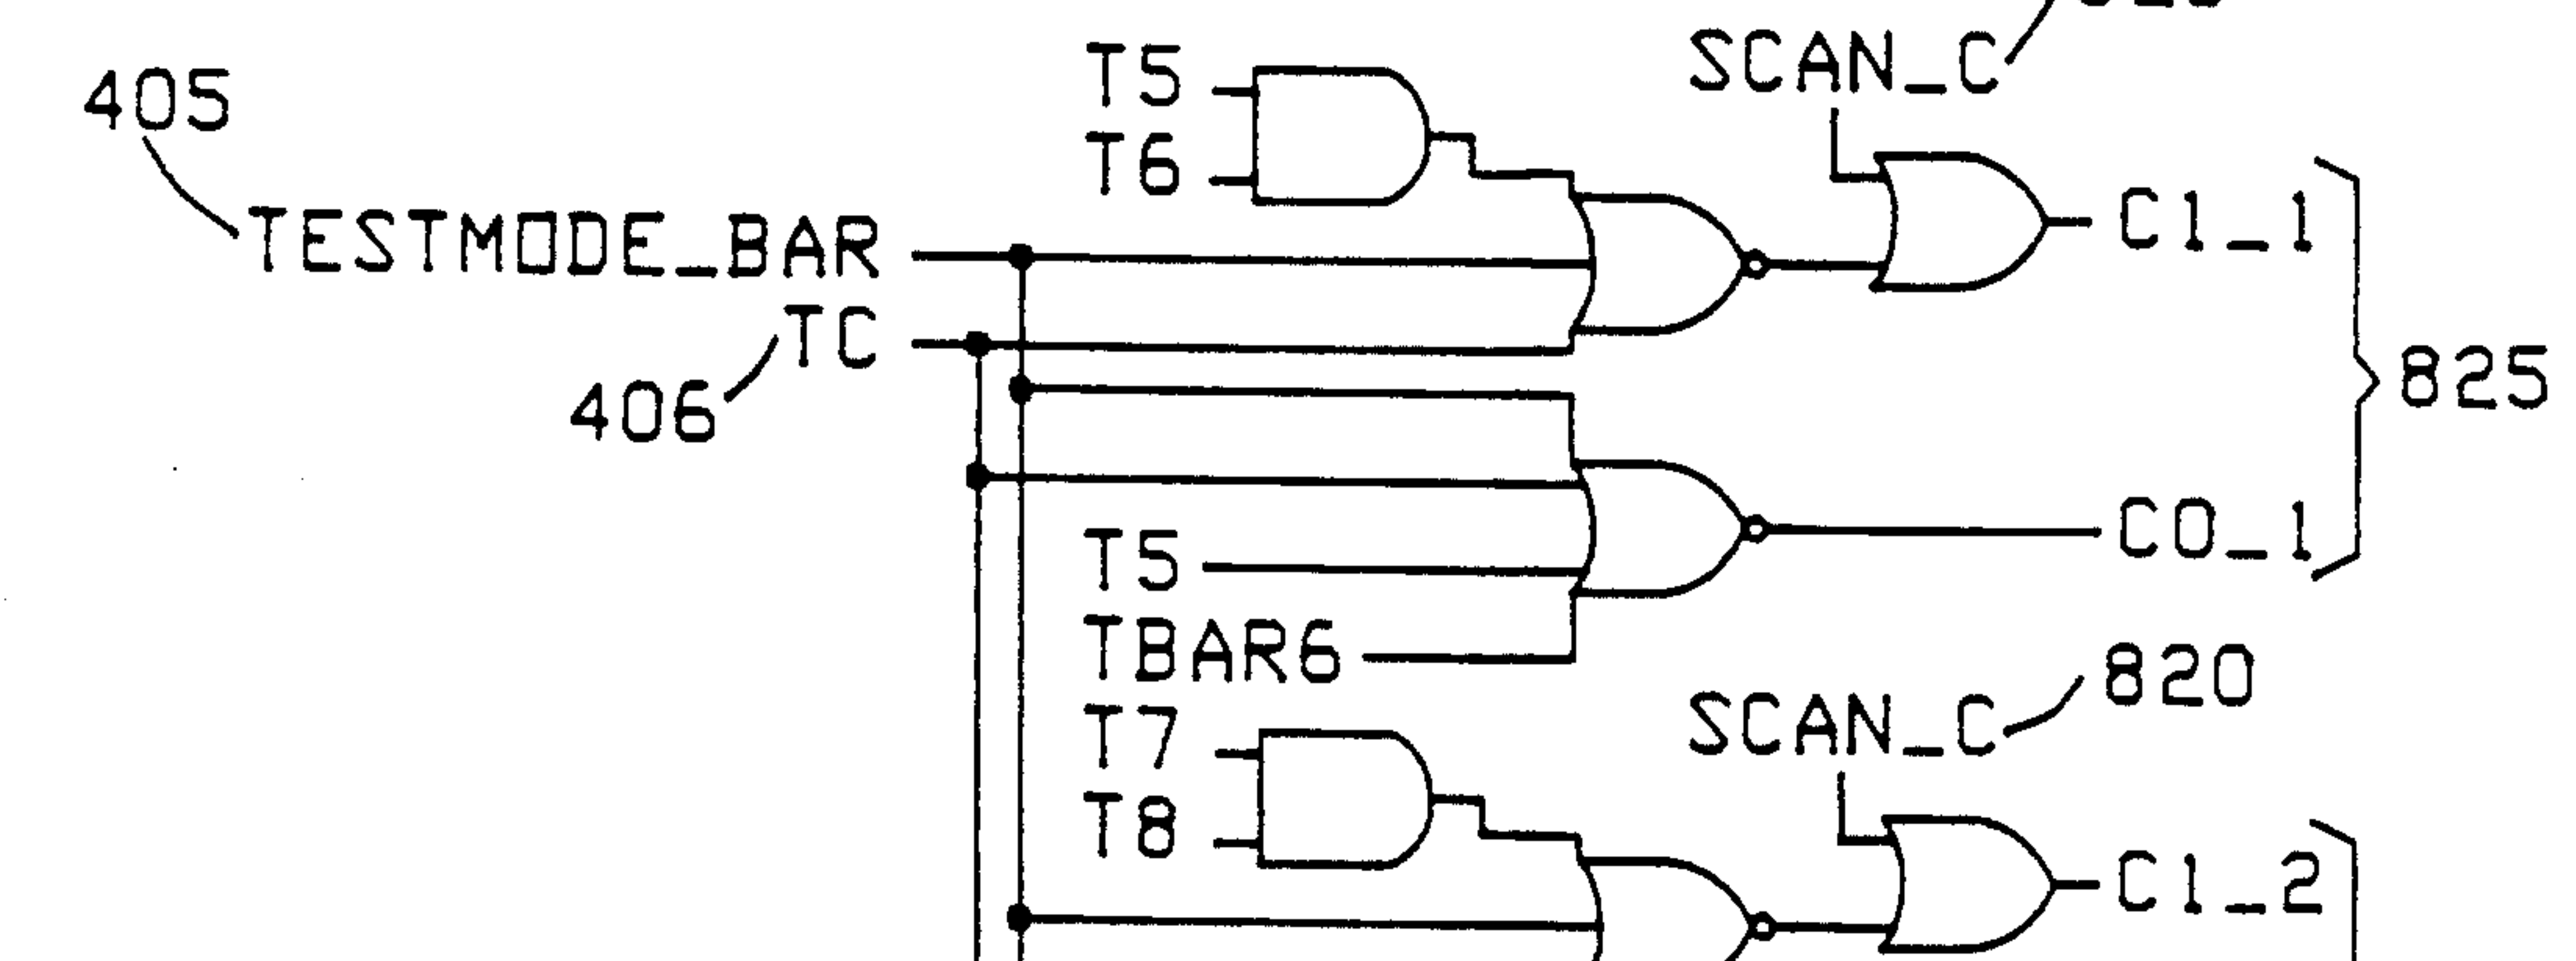 SCAN_C
T5
405
T6
TESTMODE_BAR
C1_1
TC
406
825
T5
C0_1
TBAR6
820
SCAN_C
T7
T8
C1_2